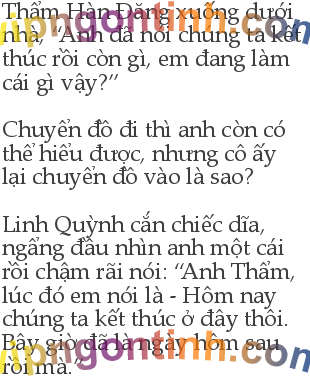 Thẩm Hàn Đăng xuống dưới
nhà, “Anh đã nói chúng ta kết
thúc rồi còn gì, em đang làm
cái gì vậy?”
Chuyển đồ đi thì anh còn có
thể hiểu được, nhưng cô ấy
lại chuyển đồ vào là sao?
Linh Quỳnh cắn chiếc dĩa,
ngẩng đầu nhìn anh một cái
rồi chậm rãi nói: “Anh Thẩm,
lúc đó em nói là - Hôm nay
chúng ta kết thúc ở đây thôi.
Bây giờ đã là ngày hôm sau
rồi mà.”
vipngontinh.com
vipngontinh.com